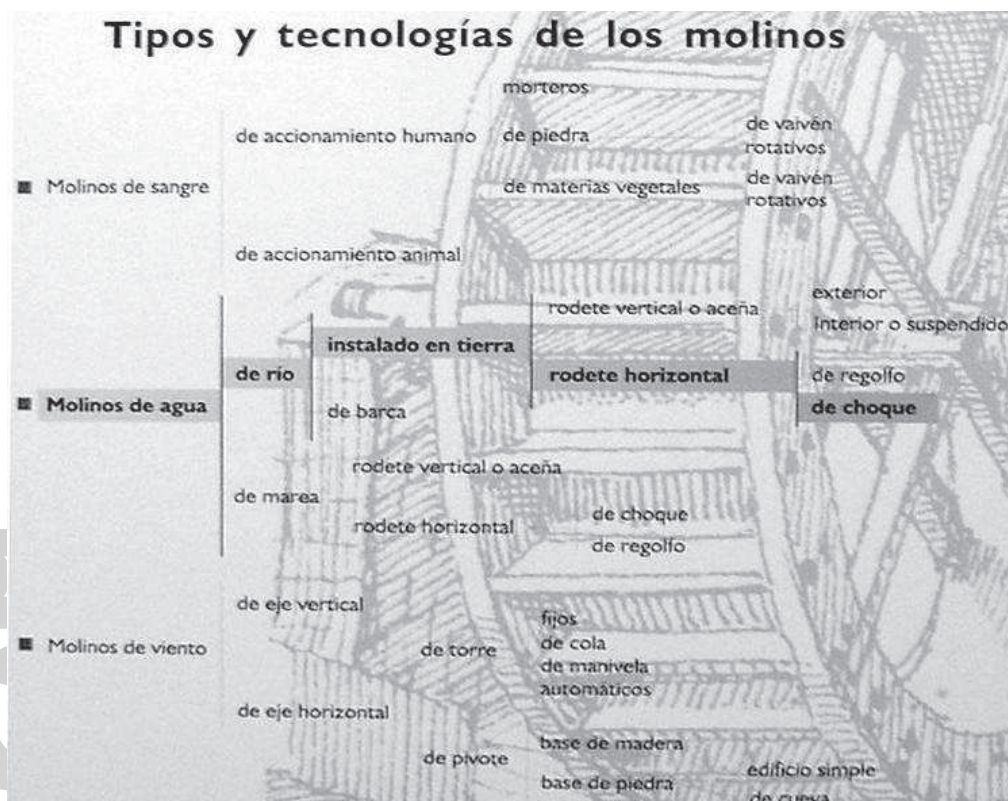 Tipos y tecnologías de los molinos
morteros
de accionamiento humano
de piedra
de vaivén
rotativos
Molinos de sangre
de materias vegetales
de vaivén
rotativos
de accionamiento animal
rodete vertical o aceña
exterior
Interior o suspendido
instalado en tierra
de río
rodete horizontal
de regolfo
Molinos de agua
de barca
de choque
rodete vertical o aceña
de marea
rodete horizontal
de choque
de regolfo
de eje vertical
Molinos de viento
de torre
fijos
de cola
de manivela
automáticos
de eje horizontal
de pivote
base de madera
base de piedra
edificio simple
de cueva